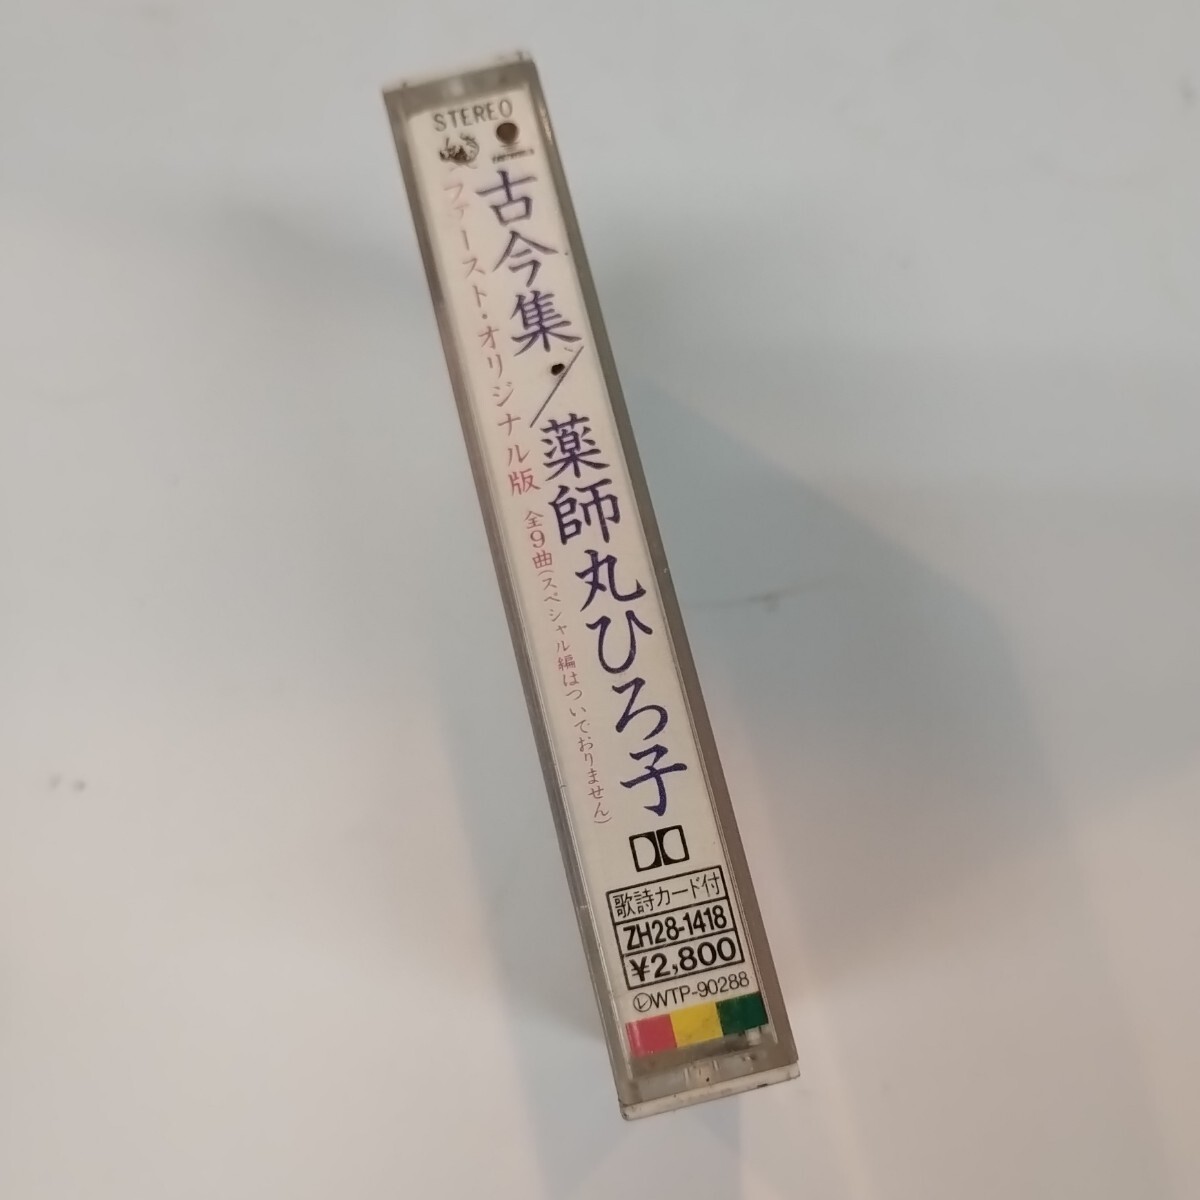 STEREO
古今集/薬師丸ひろ子
ファースト・オリジナル版 全9曲(スペシャル編はついでおりません)
歌詩カード付
ZH28-1418
¥2,800
ⓁWTP-90288